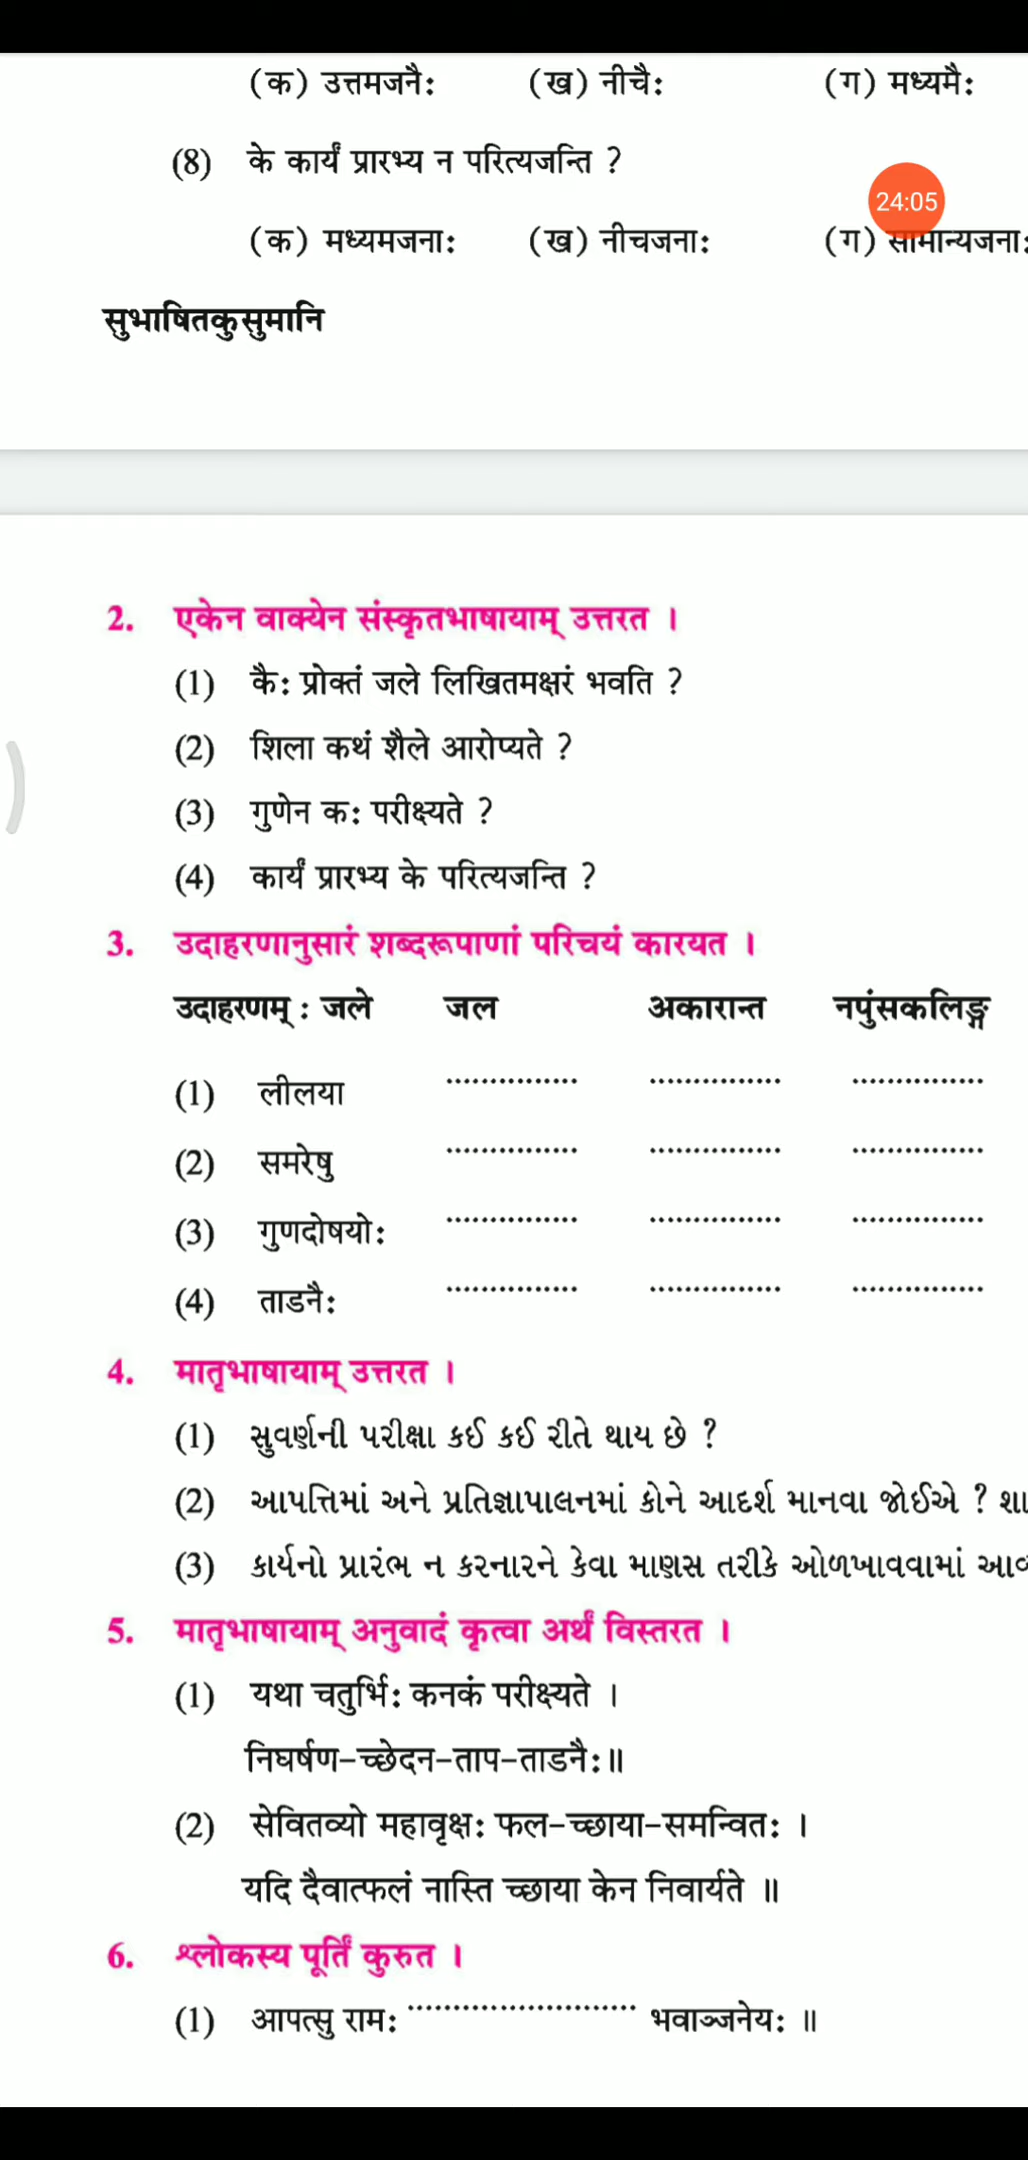 (क) उत्तमजनैः (ख) नीचैः (ग) मध्यमैः
(8) के कार्यं प्रारभ्य न परित्यजन्ति ?
24:05
(क) मध्यमजनाः (ख) नीचजनाः (ग) सामान्यजनाः
सुभाषितकुसुमानि
2. एकेन वाक्येन संस्कृतभाषायाम् उत्तरत ।
(1) कैः प्रोक्तं जले लिखितमक्षरं भवति ?
(2) शिला कथं शैले आरोप्यते ?
(3) गुणेन कः परीक्ष्यते ?
(4) कार्यं प्रारभ्य के परित्यजन्ति ?
3. उदाहरणानुसारं शब्दरूपाणां परिचयं कारयत ।
उदाहरणम् : जले जल अकारान्त नपुंसकलिङ्ग
(1) लीलया ............... ............... ...............
(2) समरेषु ............... ............... ...............
(3) गुणदोषयोः ............... ............... ...............
(4) ताडनैः ............... ............... ...............
4. मातृभाषायाम् उत्तरत ।
(1) સુવર્ણની પરીક્ષા કઈ કઈ રીતે થાય છે ?
(2) આપત્તિમાં અને પ્રતિજ્ઞાપાલનમાં કોને આદર્શ માનવા જોઈએ ? શા
(3) કાર્યનો પ્રારંભ ન કરનારને કેવા માણસ તરીકે ઓળખાવવામાં
5. मातृभाषायाम् अनुवादं कृत्वा अर्थं विस्तरत ।
(1) यथा चतुर्भिः कनकं परीक्ष्यते ।
निघर्षण-च्छेदन-ताप-ताडनैः॥
(2) सेवितव्यो महावृक्षः फल-च्छाया-समन्वितः ।
यदि दैवात्फलं नास्ति च्छाया केन निवार्यते ॥
6. श्लोकस्य पूर्तिं कुरुत ।
(1) आपत्सु रामः ......................... भवाञ्जनेयः ॥